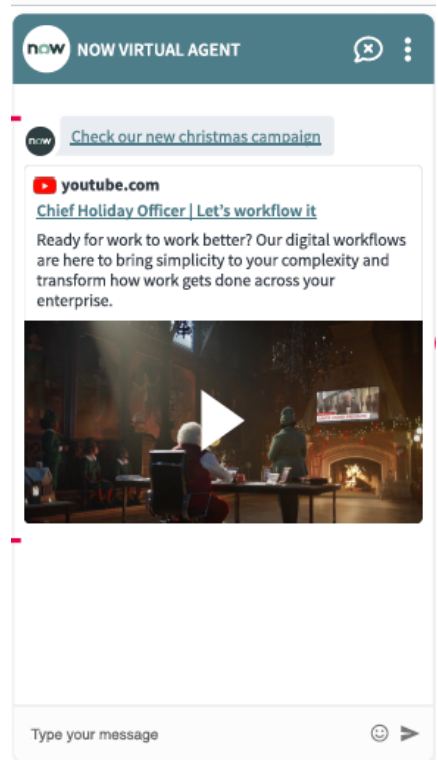 now NOW VIRTUAL AGENT
now Check our new christmas campaign
youtube.com
Chief Holiday Officer | Let's workflow it
Ready for work to work better? Our digital workflows
are here to bring simplicity to your complexity and
transform how work gets done across your
enterprise.
Type your message